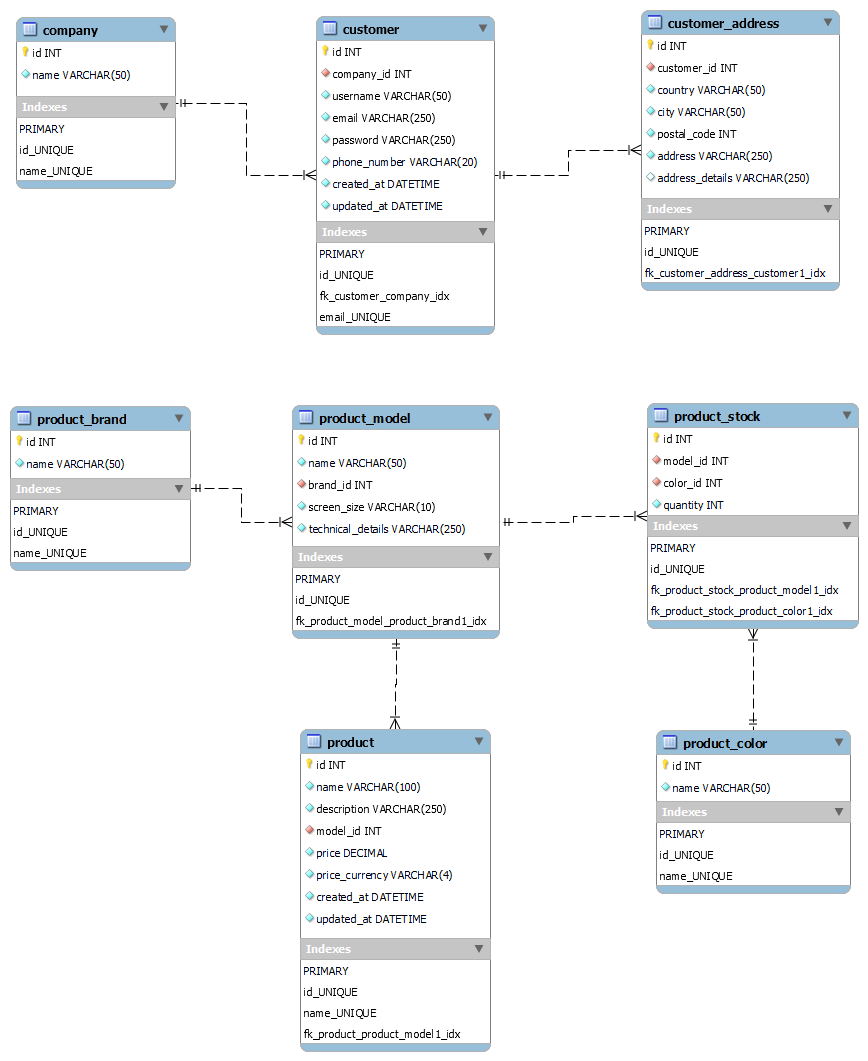 company
id INT
name VARCHAR(50)
Indexes
PRIMARY
id_UNIQUE
name_UNIQUE
customer
id INT
company_id INT
username VARCHAR(50)
email VARCHAR(250)
password VARCHAR(250)
phone_number VARCHAR(20)
created_at DATETIME
updated_at DATETIME
Indexes
PRIMARY
id_UNIQUE
fk_customer_company_idx
email_UNIQUE
customer_address
id INT
customer_id INT
country VARCHAR(50)
city VARCHAR(50)
postal_code INT
address VARCHAR(250)
address_details VARCHAR(250)
Indexes
PRIMARY
id_UNIQUE
fk_customer_address_customer1_idx
product_brand
id INT
name VARCHAR(50)
Indexes
PRIMARY
id_UNIQUE
name_UNIQUE
product_model
id INT
name VARCHAR(50)
brand_id INT
screen_size VARCHAR(10)
technical_details VARCHAR(250)
Indexes
PRIMARY
id_UNIQUE
fk_product_model_product_brand1_idx
product_stock
id INT
model_id INT
color_id INT
quantity INT
Indexes
PRIMARY
id_UNIQUE
fk_product_stock_product_model1_idx
fk_product_stock_product_color1_idx
product
id INT
name VARCHAR(100)
description VARCHAR(250)
model_id INT
price DECIMAL
price_currency VARCHAR(4)
created_at DATETIME
updated_at DATETIME
Indexes
PRIMARY
id_UNIQUE
name_UNIQUE
fk_product_product_model1_idx
product_color
id INT
name VARCHAR(50)
Indexes
PRIMARY
id_UNIQUE
name_UNIQUE